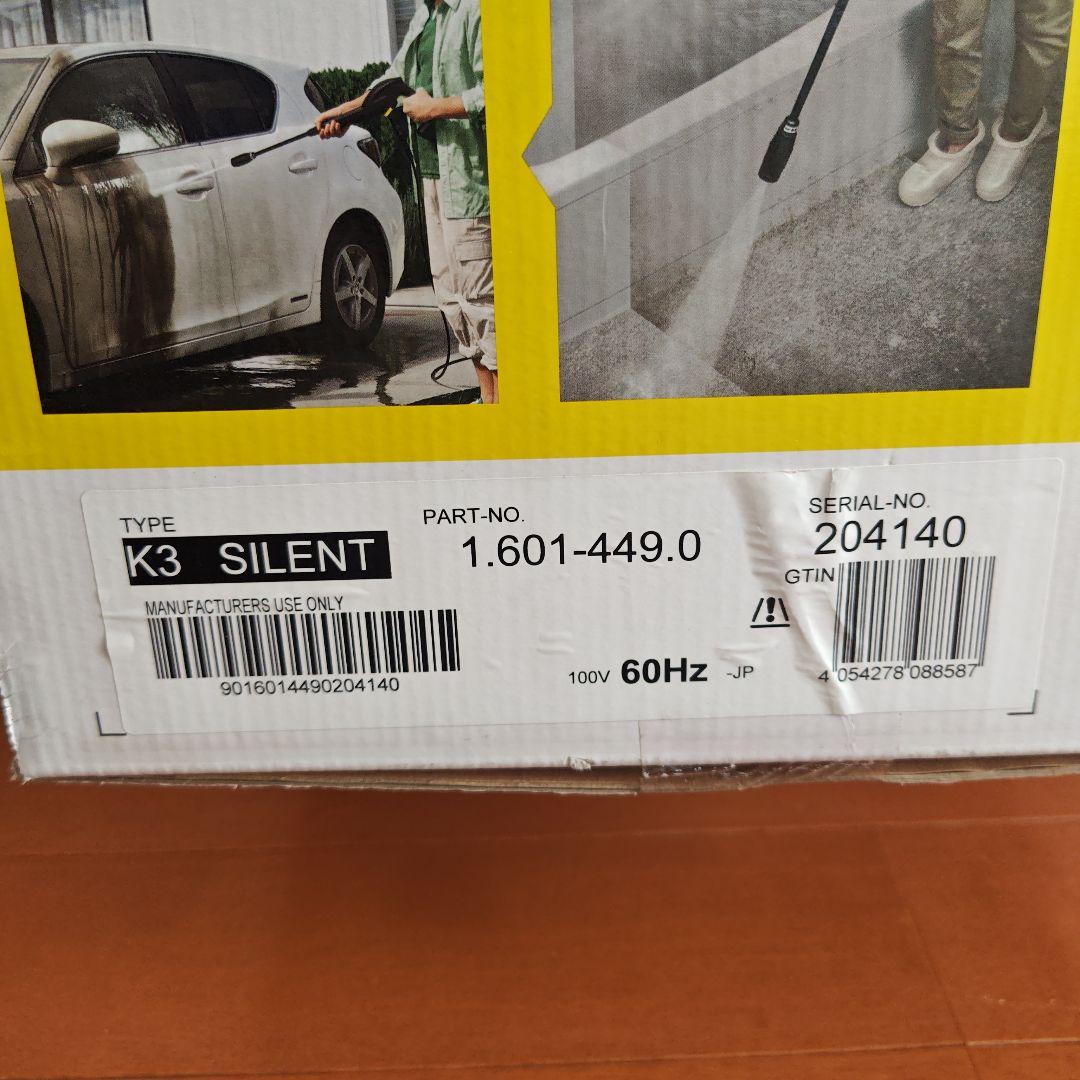 TYPE
K3 SILENT
PART-NO.
1.601-449.0
SERIAL-NO.
204140
GTIN
MANUFACTURERS USE ONLY
9016014490204140
100V 60Hz -JP
4 054278 088587